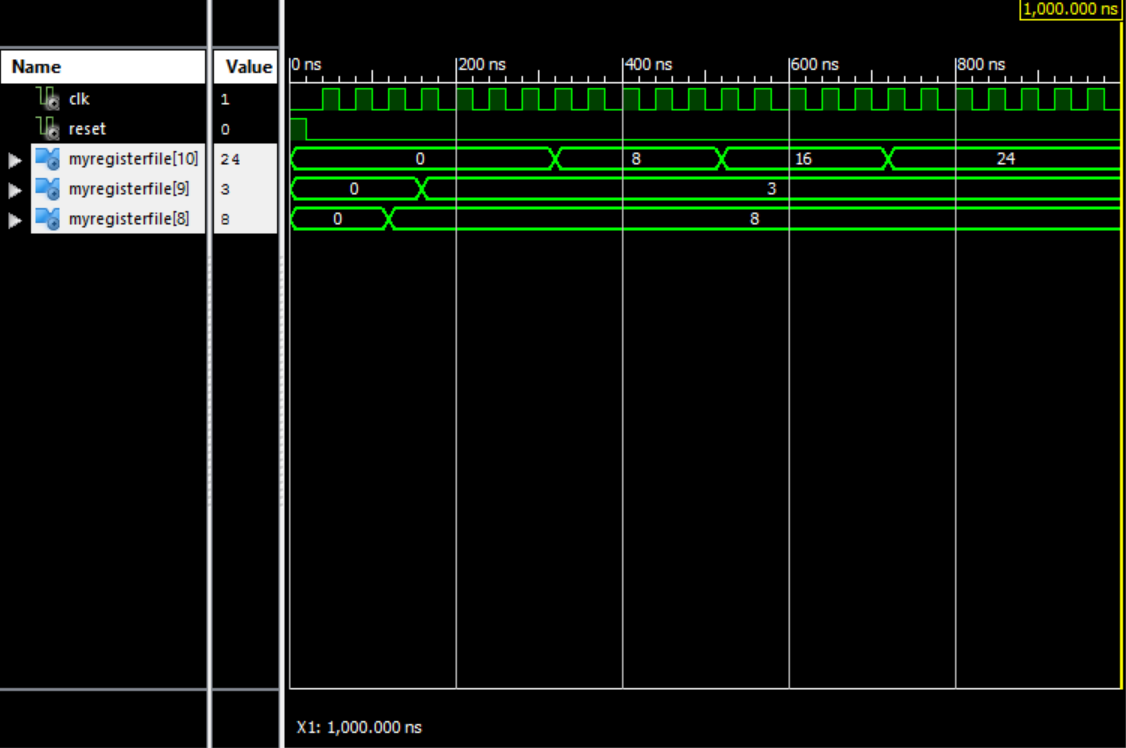 1,000.000 ns
Name Value 0 ns 200 ns 400 ns 600 ns 800 ns
clk 1
reset 0
myregisterfile[10] 24 0 8 16 24
myregisterfile[9] 3 0 3
myregisterfile[8] 8 0 8
X1: 1,000.000 ns